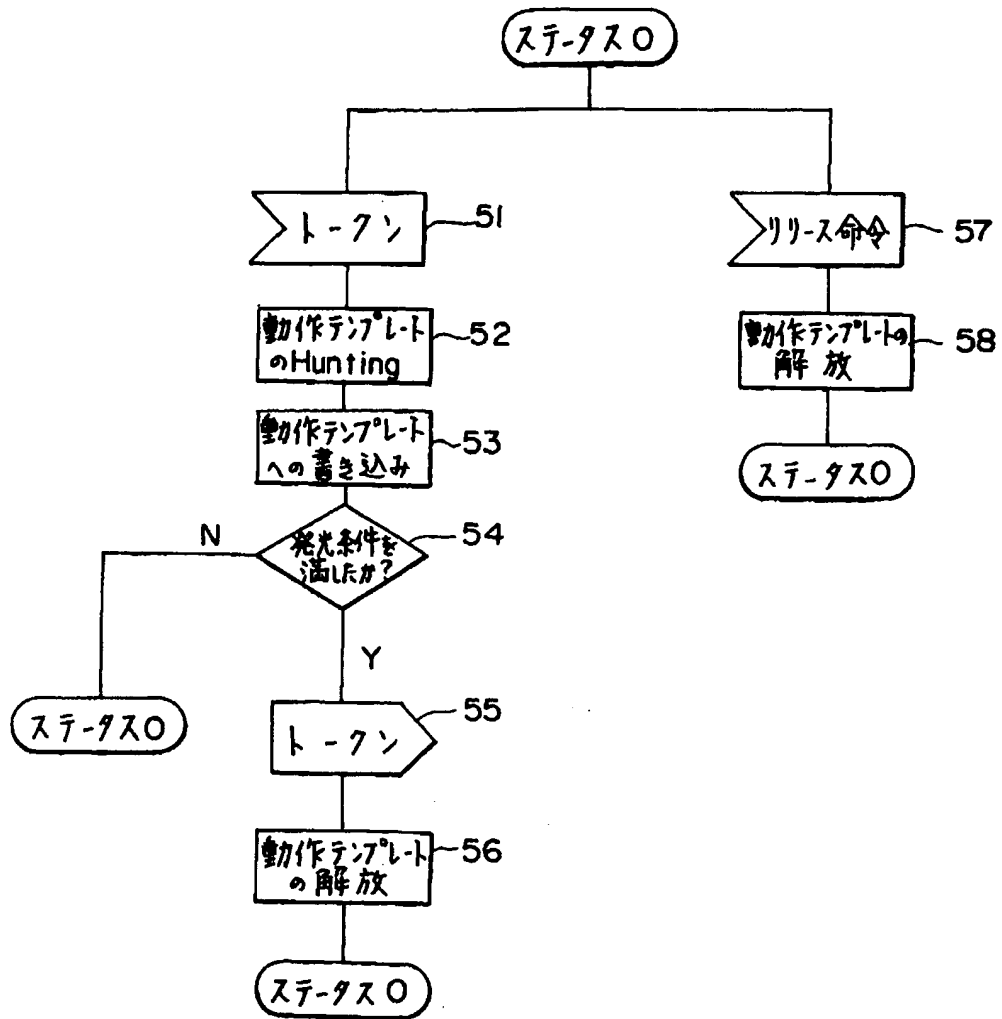 ステータス0
トークン
51
動作テンプレート
のHunting
52
動作テンプレート
への書き込み
53
発光条件を
満したか?
54
N
Y
ステータス0
トークン
55
動作テンプレート
の解放
56
ステータス0
リリース命令
57
動作テンプレートの
解放
58
ステータス0